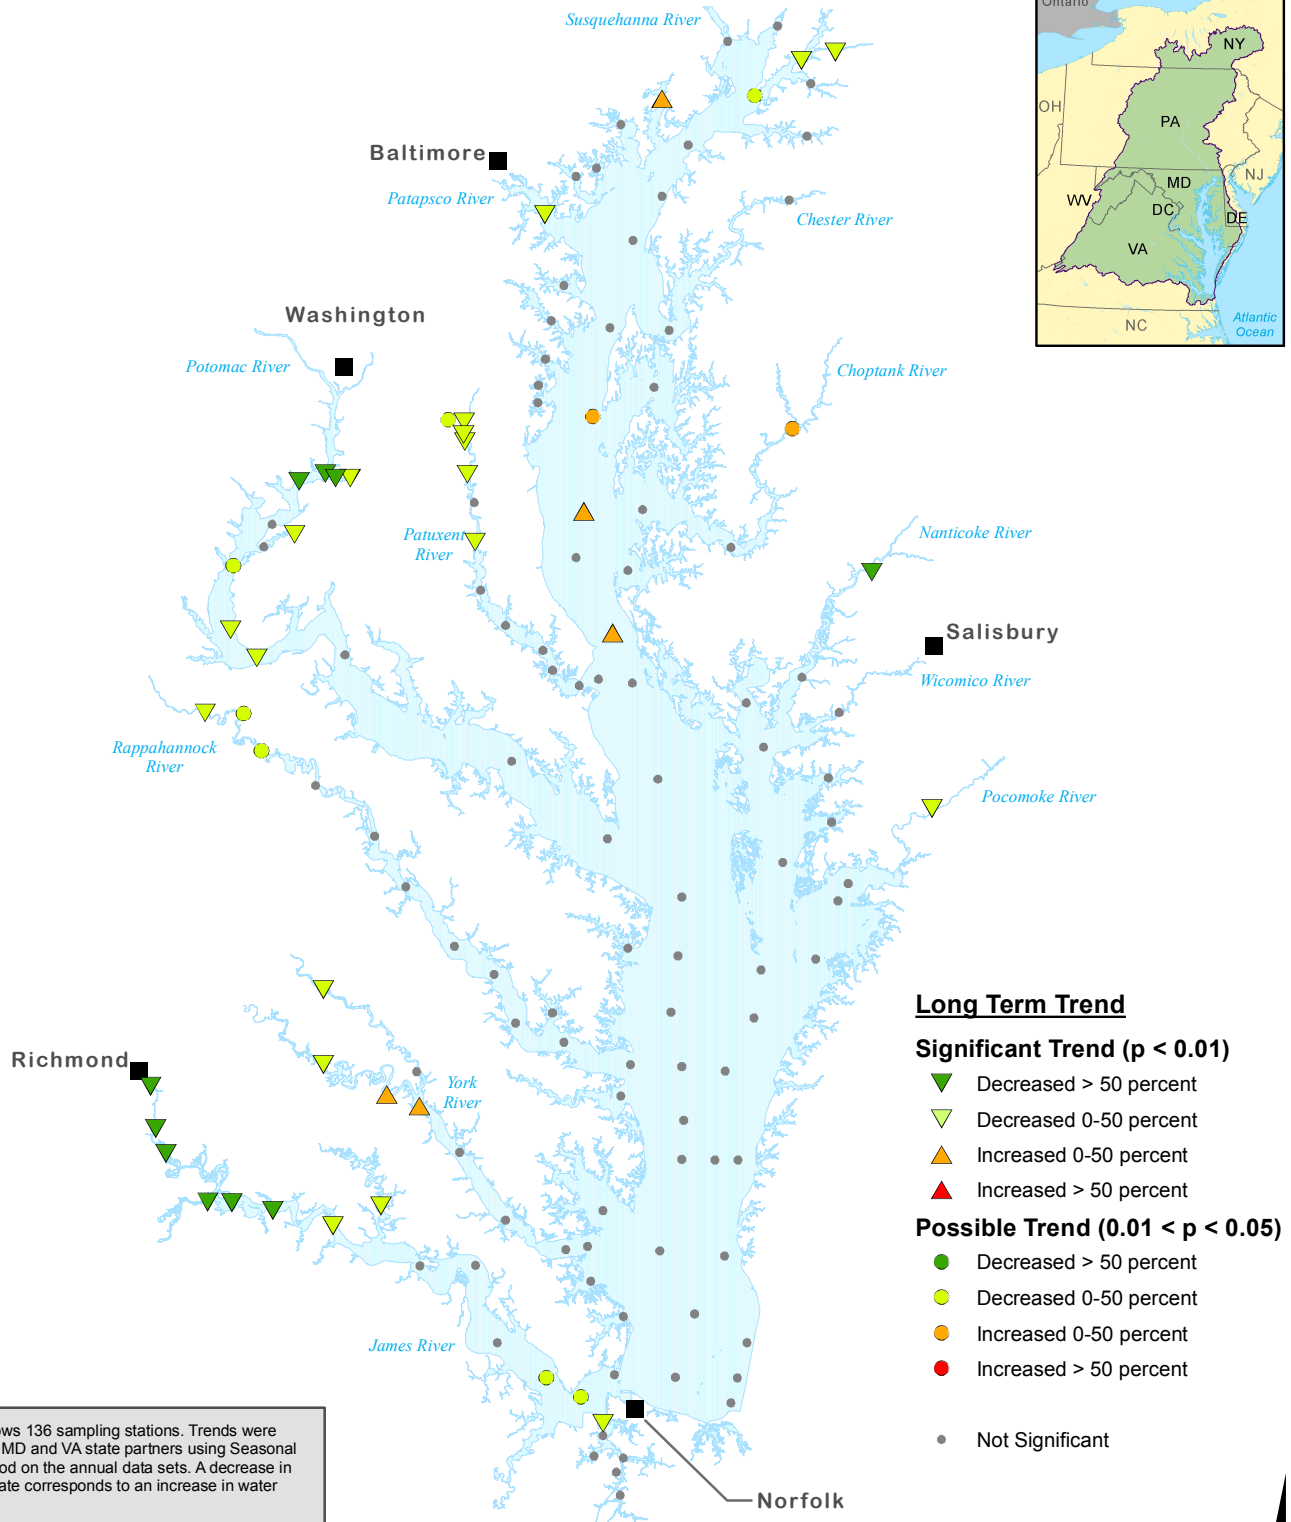 Susquehanna River
Ontario
NY
OH
PA
NJ
MD
WV
DC
DE
VA
NC
Atlantic
Ocean
Baltimore
Patapsco River
Chester River
Washington
Potomac River
Choptank River
Patuxent
River
Nanticoke River
Salisbury
Wicomico River
Rappahannock
River
Pocomoke River
Richmond
York
River
James River
Norfolk
Long Term Trend
Significant Trend (p < 0.01)
Decreased > 50 percent
Decreased 0-50 percent
Increased 0-50 percent
Increased > 50 percent
Possible Trend (0.01 < p < 0.05)
Decreased > 50 percent
Decreased 0-50 percent
Increased 0-50 percent
Increased > 50 percent
Not Significant
ows 136 sampling stations. Trends were
MD and VA state partners using Seasonal
od on the annual data sets. A decrease in
ate corresponds to an increase in water